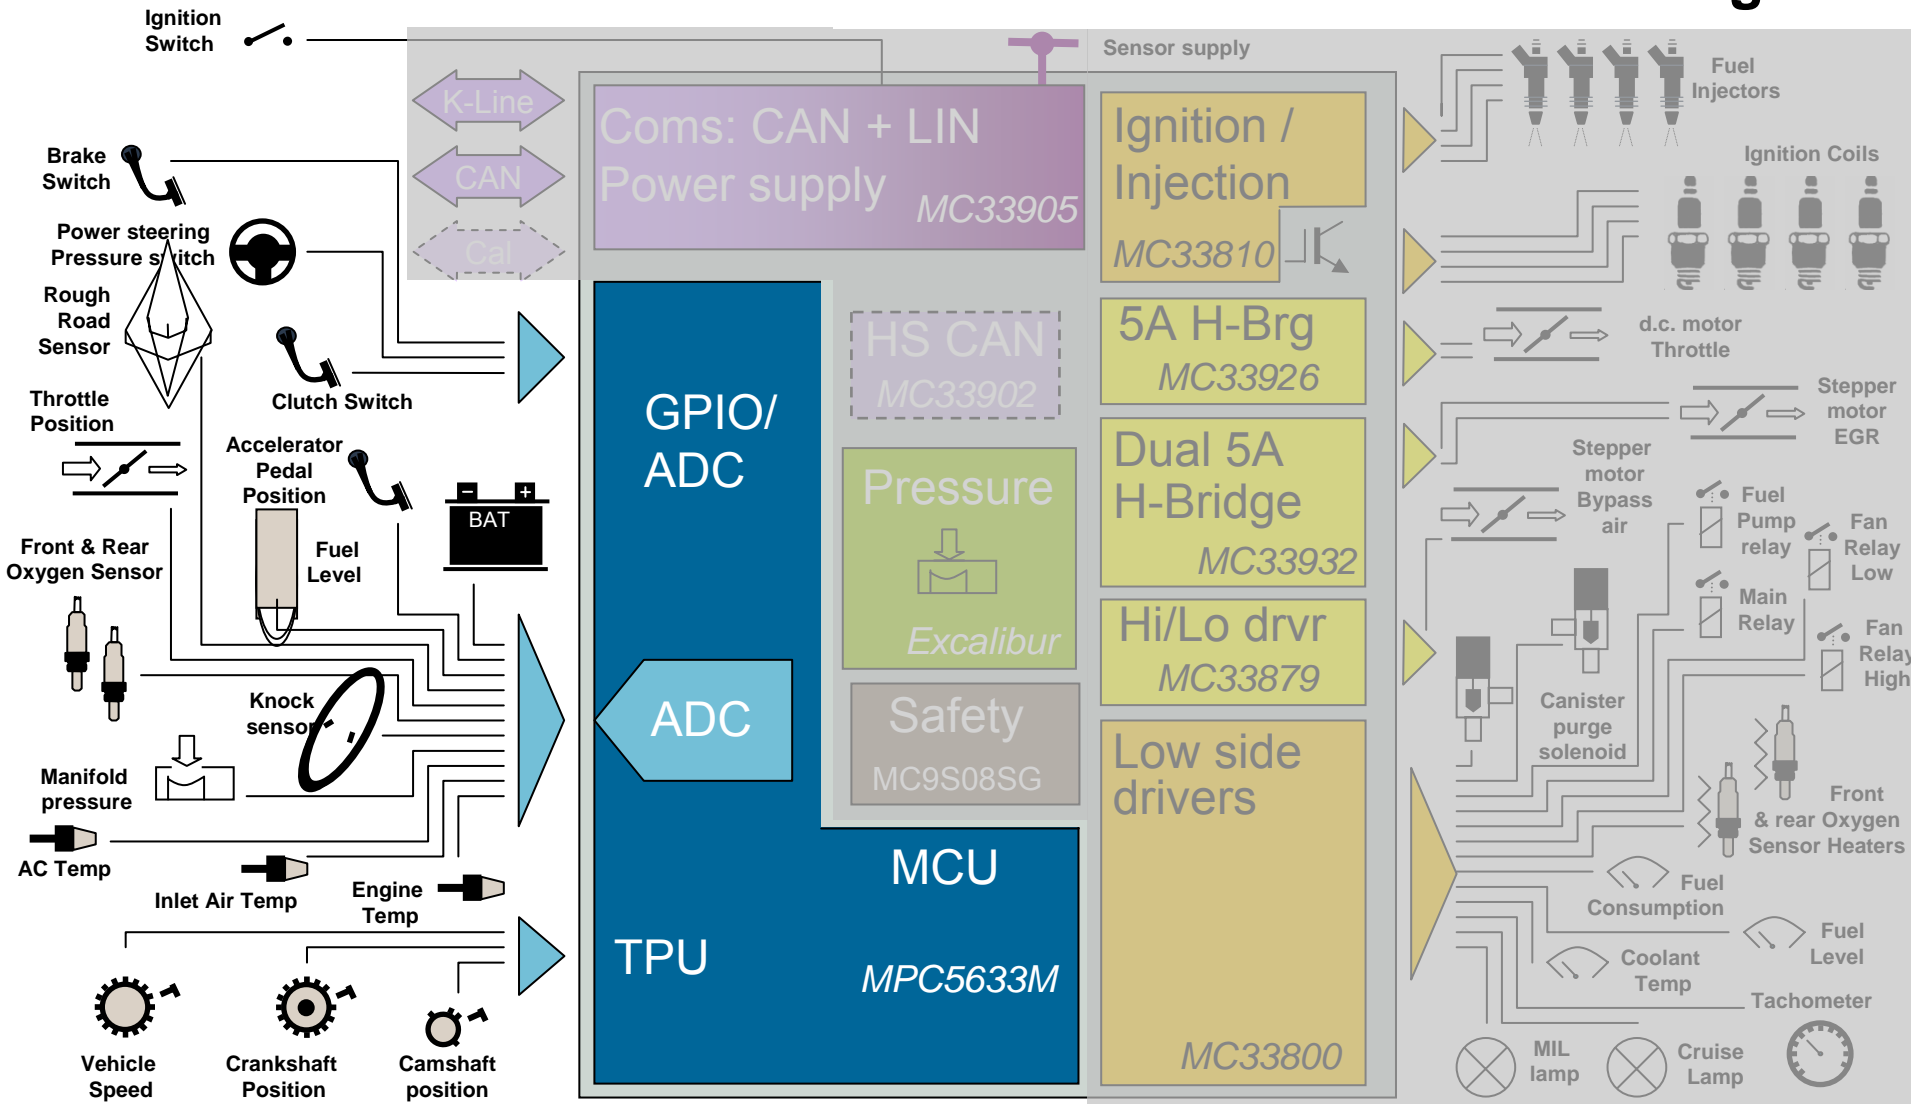 g
Ignition
Switch
Sensor supply
Fuel
Injectors
K-Line
CAN
Cal
Coms: CAN + LIN
Power supply
MC33905
Ignition /
Injection
MC33810
Ignition Coils
Brake
Switch
Power steering
Pressure switch
Rough
Road
Sensor
Clutch Switch
Throttle
Position
Accelerator
Pedal
Position
BAT
Front & Rear
Oxygen Sensor
Fuel
Level
Knock
sensor
Manifold
pressure
AC Temp
Inlet Air Temp
Engine
Temp
Vehicle
Speed
Crankshaft
Position
Camshaft
position
GPIO/
ADC
ADC
TPU
MCU
MPC5633M
HS CAN
MC33902
Pressure
Excalibur
Safety
MC9S08SG
5A H-Brg
MC33926
Dual 5A
H-Bridge
MC33932
Hi/Lo drvr
MC33879
Low side
drivers
MC33800
d.c. motor
Throttle
Stepper
motor
EGR
Stepper
motor
Bypass
air
Fuel
Pump
relay
Fan
Relay
Low
Main
Relay
Fan
Relay
High
Canister
purge
solenoid
Front
& rear Oxygen
Sensor Heaters
Fuel
Consumption
Fuel
Level
Coolant
Temp
Tachometer
MIL
lamp
Cruise
Lamp